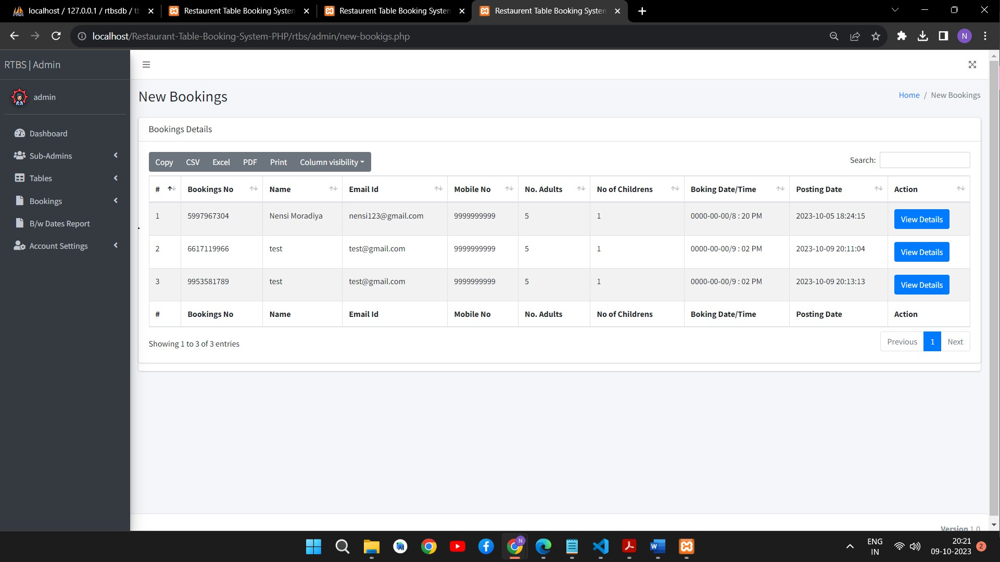 localhost / 127.0.0.1 / rtbsdb / tb
Restaurent Table Booking System
Restaurent Table Booking System
Restaurent Table Booking System
localhost/Restaurant-Table-Booking-System-PHP/rtbs/admin/new-bookigs.php
N
RTBS | Admin
admin
Dashboard
Sub-Admins
Tables
Bookings
B/w Dates Report
Account Settings
New Bookings
Home / New Bookings
Bookings Details
Copy CSV Excel PDF Print Column visibility
Search:
# Bookings No Name Email Id Mobile No No. Adults No of Childrens Boking Date/Time Posting Date Action
1 5997967304 Nensi Moradiya nensi123@gmail.com 9999999999 5 1 0000-00-00/8 : 20 PM 2023-10-05 18:24:15 View Details
2 6617119966 test test@gmail.com 9999999999 5 1 0000-00-00/9 : 02 PM 2023-10-09 20:11:04 View Details
3 9953581789 test test@gmail.com 9999999999 5 1 0000-00-00/9 : 02 PM 2023-10-09 20:13:13 View Details
# Bookings No Name Email Id Mobile No No. Adults No of Childrens Boking Date/Time Posting Date Action
Showing 1 to 3 of 3 entries
Previous 1 Next
Version 1.0
N
ENG
IN
20:21
09-10-2023
2